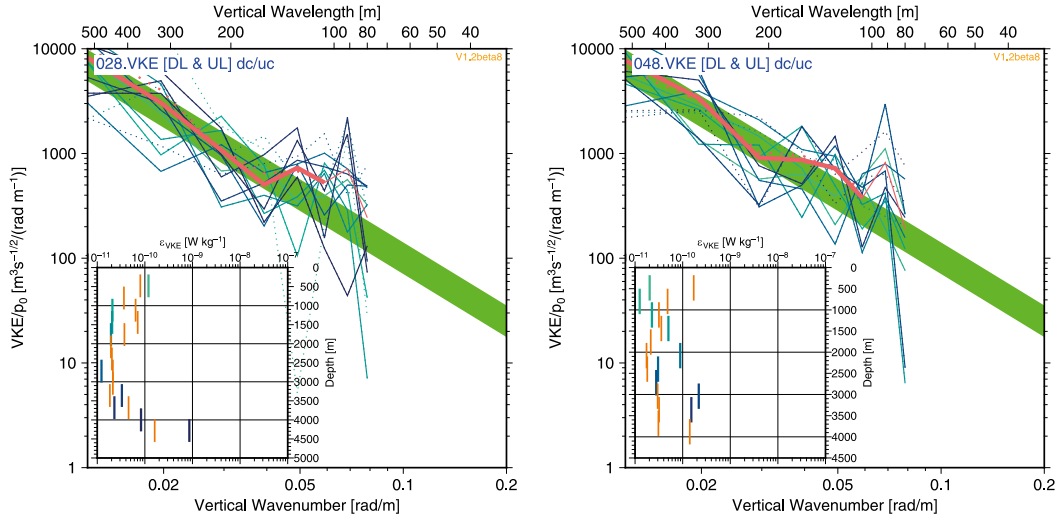 Vertical Wavelength [m]
500 400 300 200 100 80 60 50 40
10000
1000
100
10
1
VKE/p₀ [m³s⁻¹/²/(rad m⁻¹)]
028.VKE [DL & UL] dc/uc
V1.2beta8
εVKE [W kg⁻¹]
10⁻¹¹ 10⁻¹⁰ 10⁻⁹ 10⁻⁸ 10⁻⁷
0
500
1000
1500
2000
2500
3000
3500
4000
4500
5000
Depth [m]
0.02 0.05 0.1 0.2
Vertical Wavenumber [rad/m]
Vertical Wavelength [m]
500 400 300 200 100 80 60 50 40
10000
1000
100
10
1
VKE/p₀ [m³s⁻¹/²/(rad m⁻¹)]
048.VKE [DL & UL] dc/uc
V1.2beta8
εVKE [W kg⁻¹]
10⁻¹¹ 10⁻¹⁰ 10⁻⁹ 10⁻⁸ 10⁻⁷
0
500
1000
1500
2000
2500
3000
3500
4000
4500
Depth [m]
0.02 0.05 0.1 0.2
Vertical Wavenumber [rad/m]